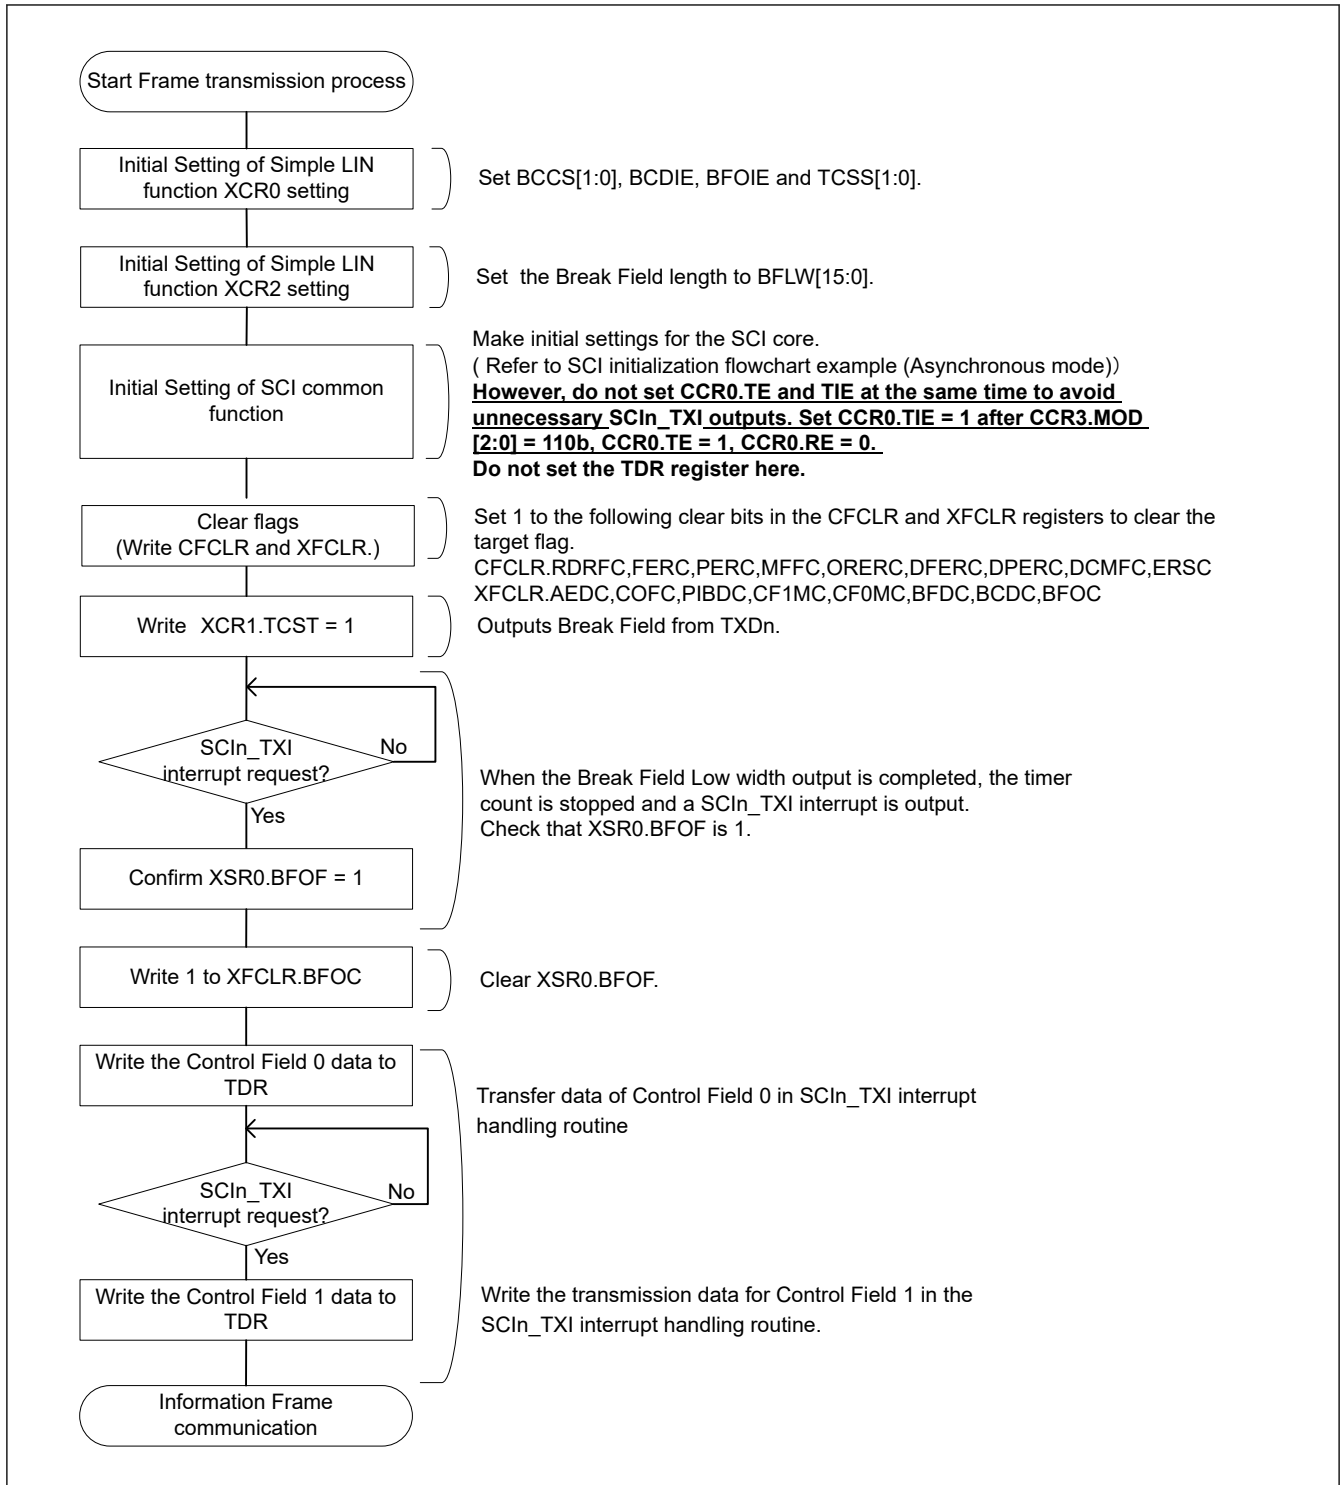 Start Frame transmission process
Initial Setting of Simple LIN
function XCR0 setting
Set BCCS[1:0], BCDIE, BFOIE and TCSS[1:0].
Initial Setting of Simple LIN
function XCR2 setting
Set the Break Field length to BFLW[15:0].
Initial Setting of SCI common
function
Make initial settings for the SCI core.
( Refer to SCI initialization flowchart example (Asynchronous mode)）
However, do not set CCR0.TE and TIE at the same time to avoid
unnecessary SCIn_TXI outputs. Set CCR0.TIE = 1 after CCR3.MOD
[2:0] = 110b, CCR0.TE = 1, CCR0.RE = 0.
Do not set the TDR register here.
Clear flags
(Write CFCLR and XFCLR.)
Set 1 to the following clear bits in the CFCLR and XFCLR registers to clear the
target flag.
CFCLR.RDRFC,FERC,PERC,MFFC,ORERC,DFERC,DPERC,DCMFC,ERSC
XFCLR.AEDC,COFC,PIBDC,CF1MC,CF0MC,BFDC,BCDC,BFOC
Write XCR1.TCST = 1
Outputs Break Field from TXDn.
SCIn_TXI
interrupt request?
No
Yes
When the Break Field Low width output is completed, the timer
count is stopped and a SCIn_TXI interrupt is output.
Check that XSR0.BFOF is 1.
Confirm XSR0.BFOF = 1
Write 1 to XFCLR.BFOC
Clear XSR0.BFOF.
Write the Control Field 0 data to
TDR
Transfer data of Control Field 0 in SCIn_TXI interrupt
handling routine
SCIn_TXI
interrupt request?
No
Yes
Write the Control Field 1 data to
TDR
Write the transmission data for Control Field 1 in the
SCIn_TXI interrupt handling routine.
Information Frame
communication